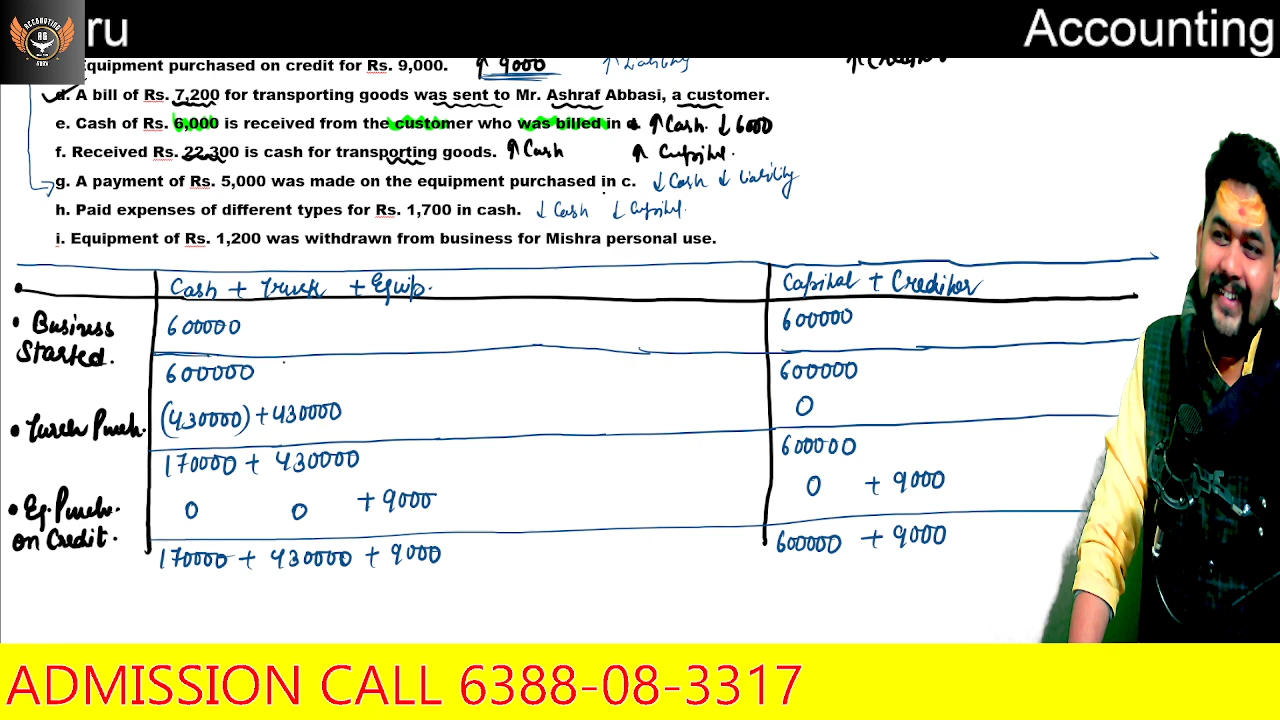 ru Accounting
Equipment purchased on credit for Rs. 9,000. ↑ 9000 ↑ Liability
d. A bill of Rs. 7,200 for transporting goods was sent to Mr. Ashraf Abbasi, a customer.
e. Cash of Rs. 6,000 is received from the customer who was billed in d. ↑ Cash. ↓ 6000
f. Received Rs. 22,300 is cash for transporting goods. ↑ Cash ↑ Capital.
g. A payment of Rs. 5,000 was made on the equipment purchased in c. ↓ Cash ↓ Liability
h. Paid expenses of different types for Rs. 1,700 in cash. ↓ Cash ↓ Capital.
i. Equipment of Rs. 1,200 was withdrawn from business for Mishra personal use.
Cash + Truck + Equip. Capital + Creditor
• Business 600000 600000
Started.
600000 600000
• Truck Purch. (430000) + 430000 0
170000 + 430000 600000
• Eq. Purch. 0 0 + 9000 0 + 9000
on Credit.
170000 + 430000 + 9000 600000 + 9000
ADMISSION CALL 6388-08-3317